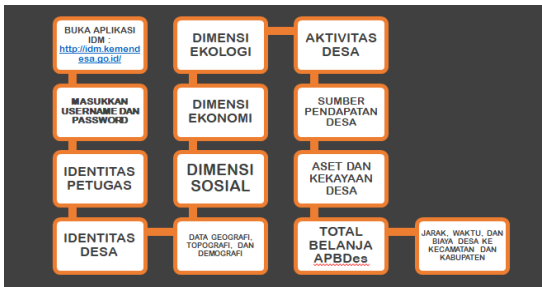 BUKA APLIKASI
IDM :
http://idm.kemend
esa.go.id/
MASUKKAN
USERNAME DAN
PASSWORD
IDENTITAS
PETUGAS
IDENTITAS
DESA
DATA GEOGRAFI,
TOPOGRAFI, DAN
DEMOGRAFI
DIMENSI
SOSIAL
DIMENSI
EKONOMI
DIMENSI
EKOLOGI
AKTIVITAS
DESA
SUMBER
PENDAPATAN
DESA
ASET DAN
KEKAYAAN
DESA
TOTAL
BELANJA
APBDes
JARAK, WAKTU, DAN
BIAYA DESA KE
KECAMATAN DAN
KABUPATEN